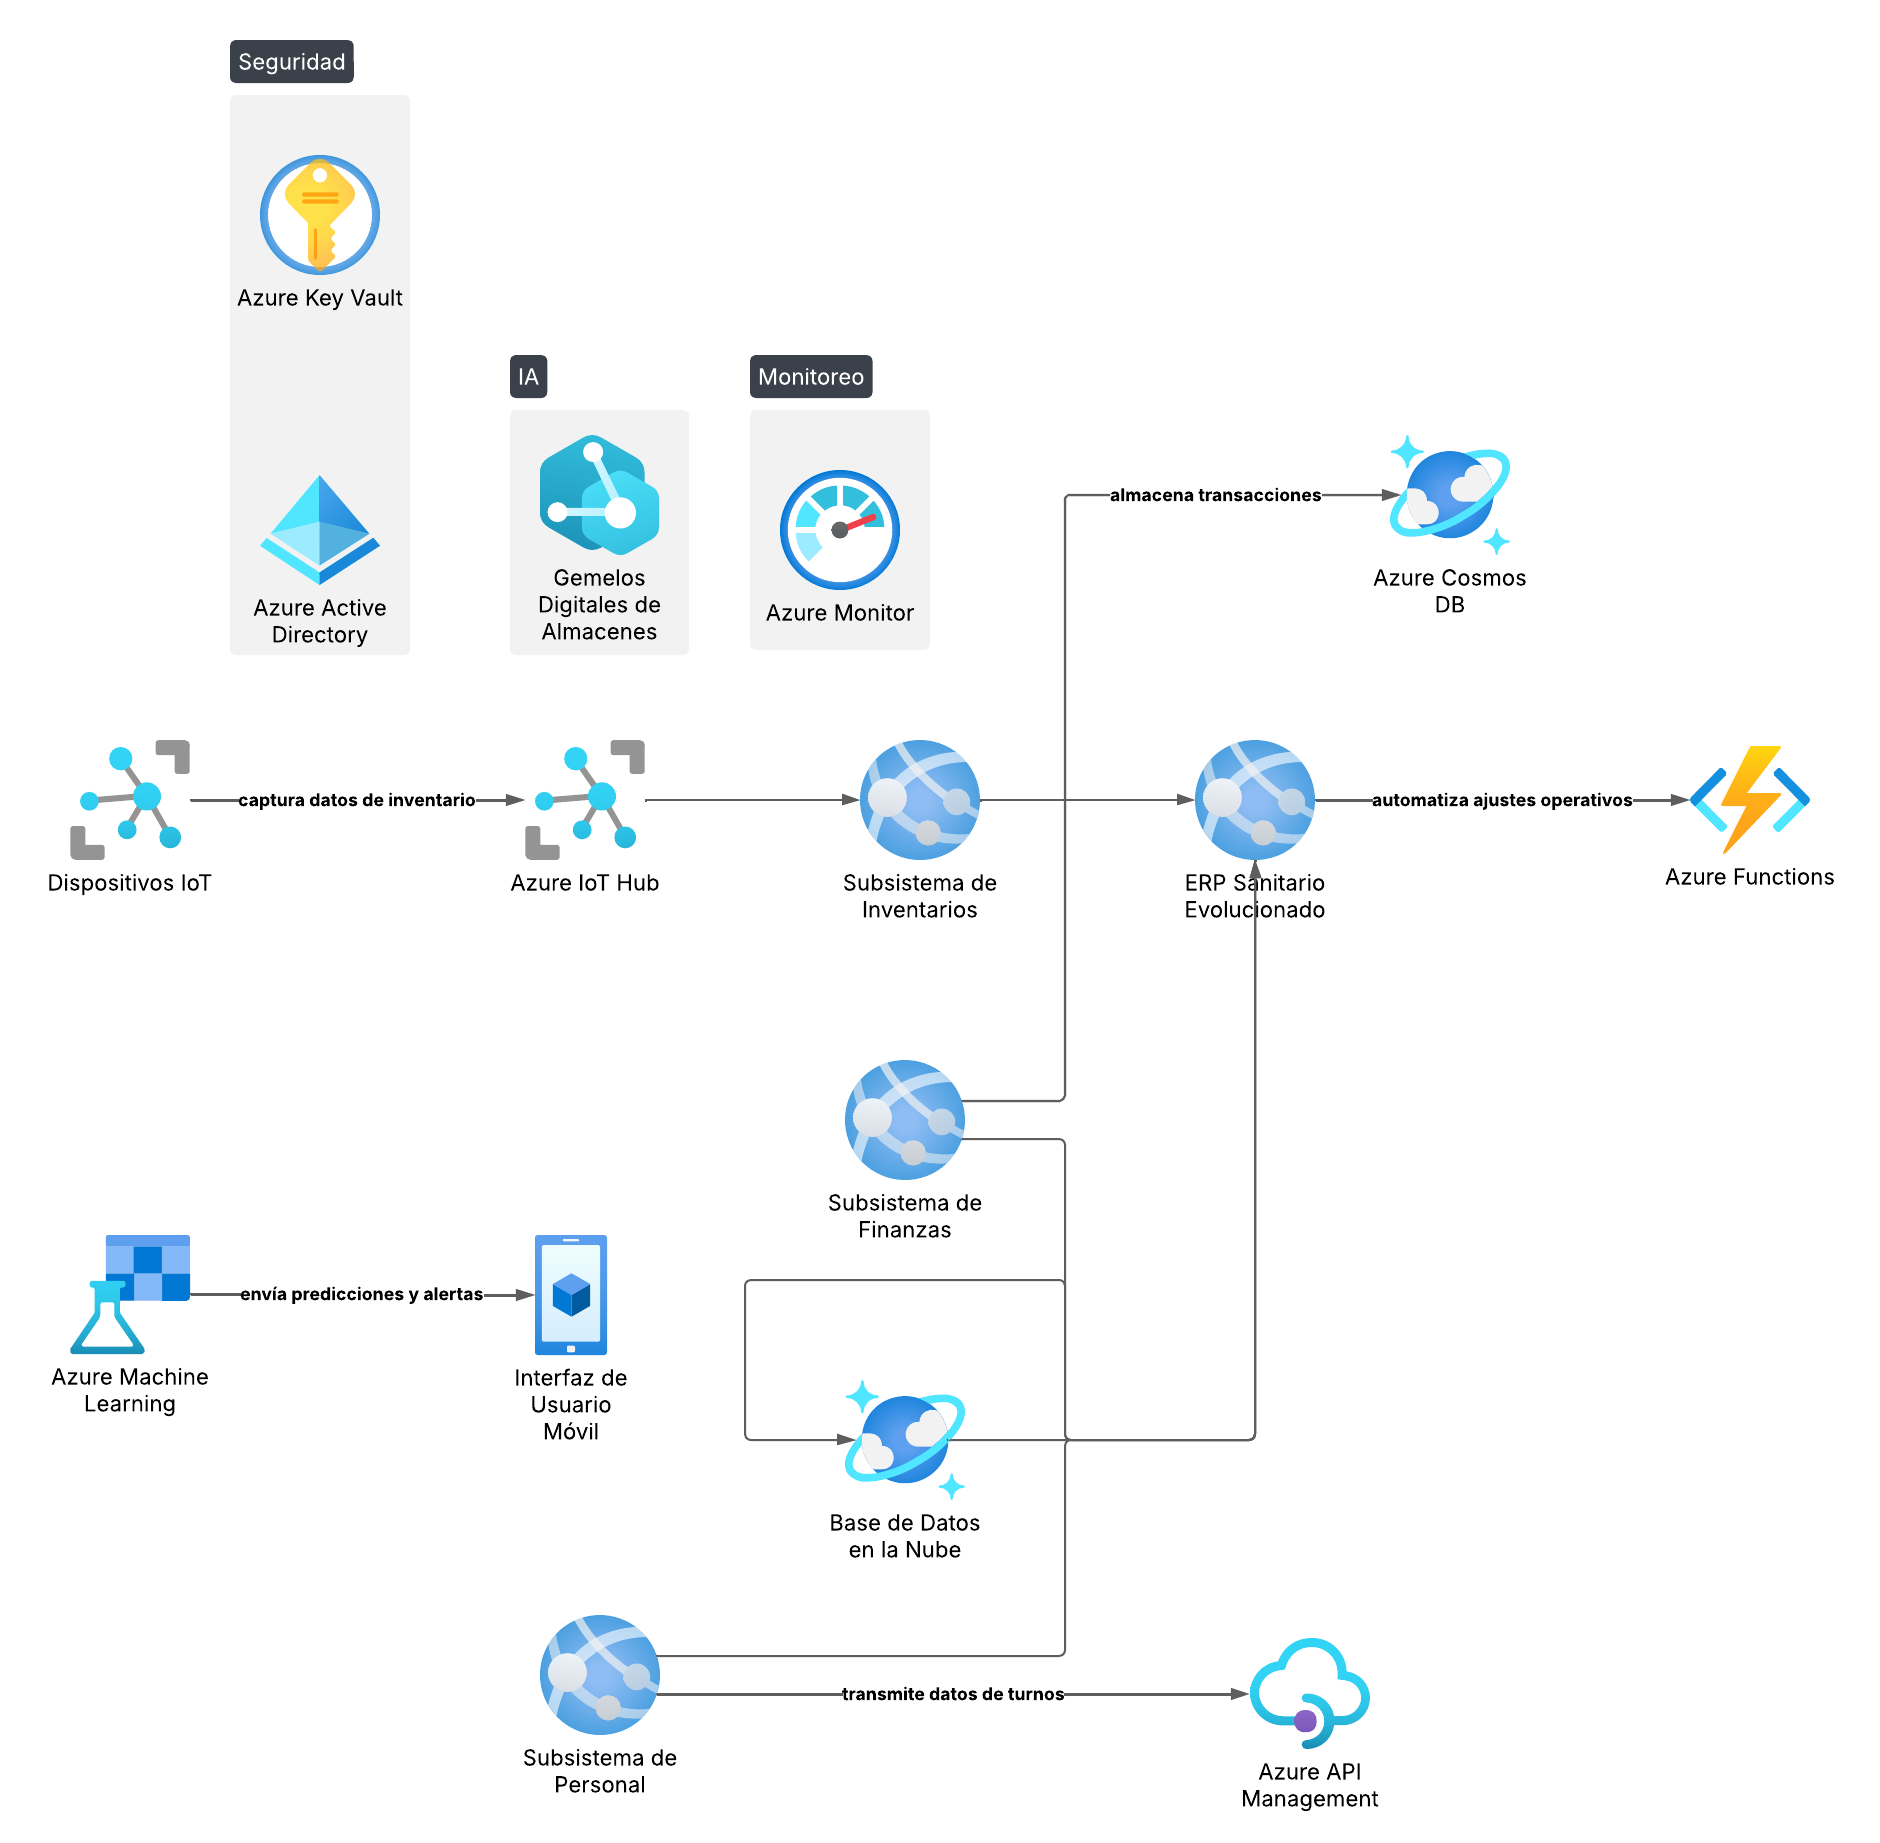 Seguridad
Azure Key Vault
Azure Active
Directory
IA
Gemelos
Digitales de
Almacenes
Monitoreo
Azure Monitor
almacena transacciones
Azure Cosmos
DB
Dispositivos IoT
captura datos de inventario
Azure IoT Hub
Subsistema de
Inventarios
ERP Sanitario
Evolucionado
automatiza ajustes operativos
Azure Functions
Subsistema de
Finanzas
Azure Machine
Learning
envía predicciones y alertas
Interfaz de
Usuario
Móvil
Base de Datos
en la Nube
Subsistema de
Personal
transmite datos de turnos
Azure API
Management